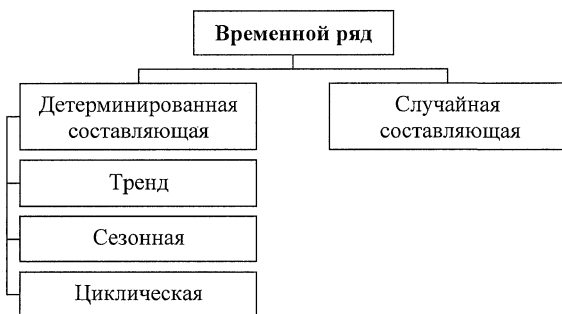 Временной ряд
Детерминированная
составляющая
Случайная
составляющая
Тренд
Сезонная
Циклическая